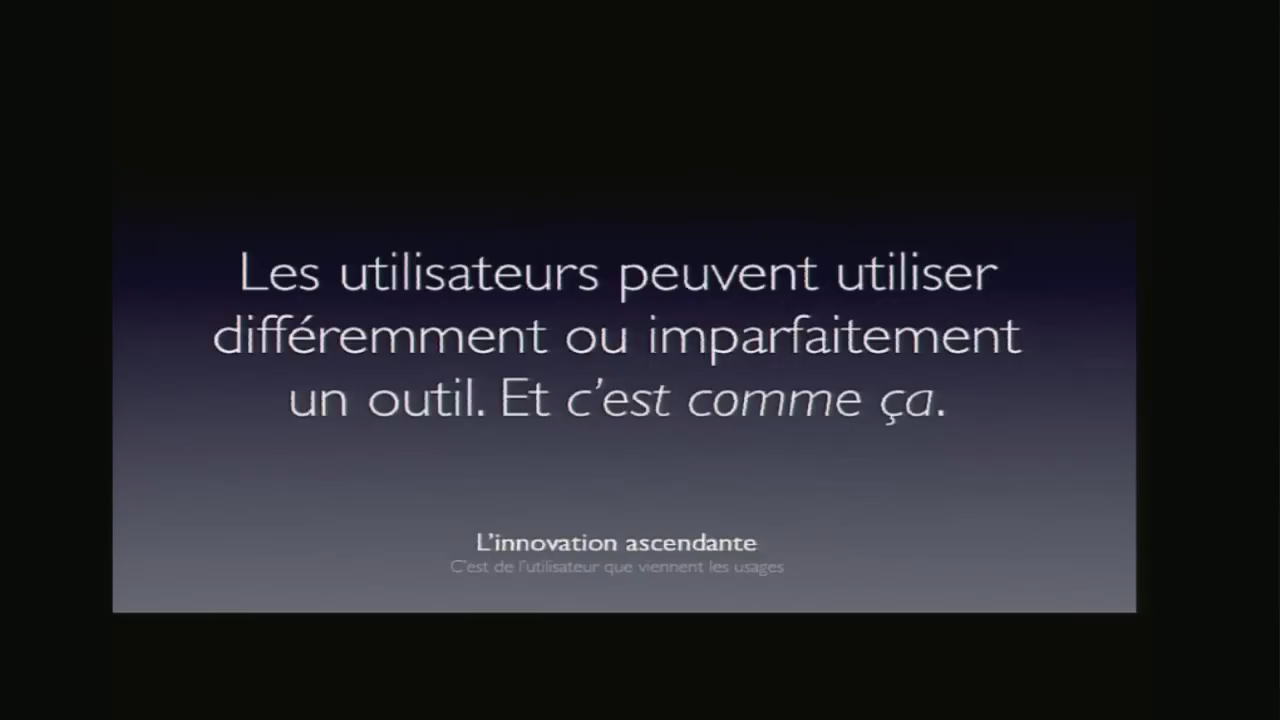 Les utilisateurs peuvent utiliser
différemment ou imparfaitement
un outil. Et c’est comme ça.
L’innovation ascendante
C’est de l’utilisateur que viennent les usages